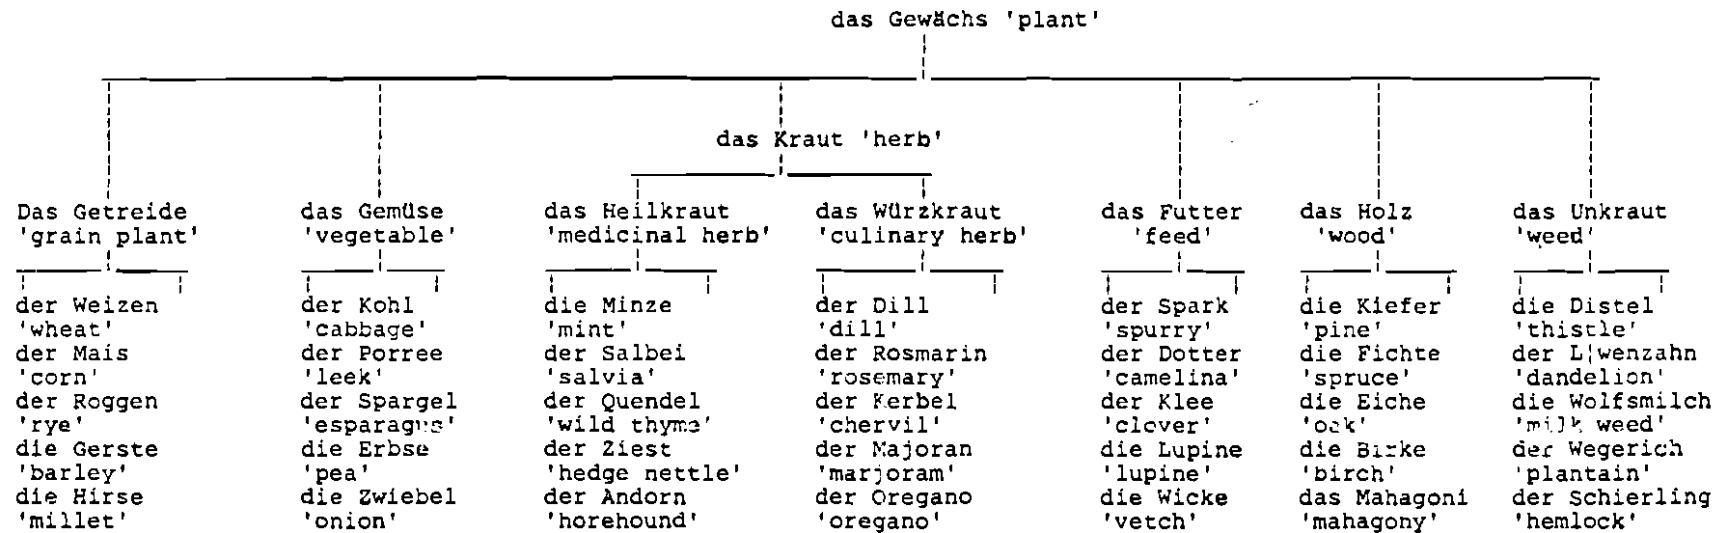 das Gewächs 'plant'
das Kraut 'herb'
Das Getreide
'grain plant'
das Gemüse
'vegetable'
das Heilkraut
'medicinal herb'
das Würzkraut
'culinary herb'
das Futter
'feed'
das Holz
'wood'
das Unkraut
'weed'
der Weizen
'wheat'
der Mais
'corn'
der Roggen
'rye'
die Gerste
'barley'
die Hirse
'millet'
der Kohl
'cabbage'
der Porree
'leek'
der Spargel
'esparagus'
die Erbse
'pea'
die Zwiebel
'onion'
die Minze
'mint'
der Salbei
'salvia'
der Quendel
'wild thyme'
der Ziest
'hedge nettle'
der Andorn
'horehound'
der Dill
'dill'
der Rosmarin
'rosemary'
der Kerbel
'chervil'
der Majoran
'marjoram'
der Oregano
'oregano'
der Spark
'spurry'
der Dotter
'camelina'
der Klee
'clover'
die Lupine
'lupine'
die Wicke
'vetch'
die Kiefer
'pine'
die Fichte
'spruce'
die Eiche
'oak'
die Birke
'birch'
das Mahagoni
'mahagony'
die Distel
'thistle'
der L¦wenzahn
'dandelion'
die Wolfsmilch
'milk weed'
der Wegerich
'plantain'
der Schierling
'hemlock'